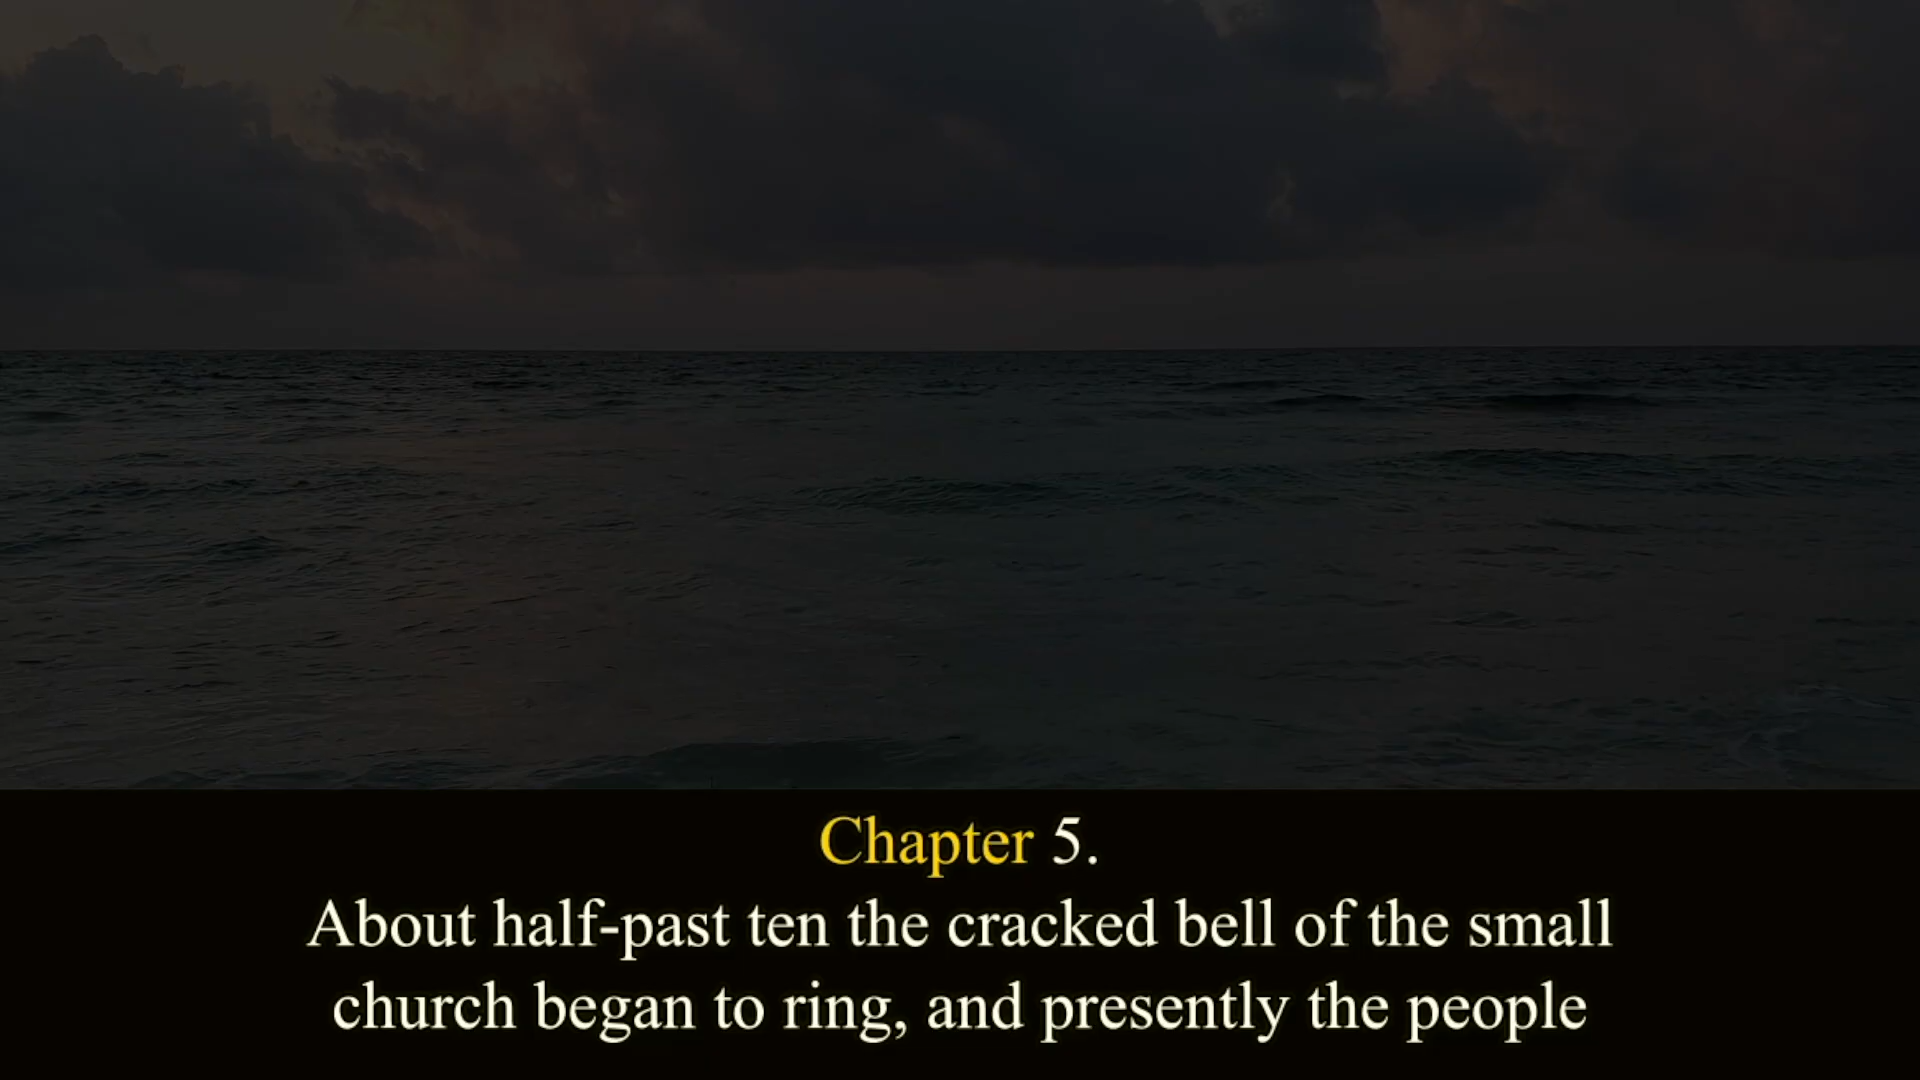 Chapter 5.
About half-past ten the cracked bell of the small
church began to ring, and presently the people